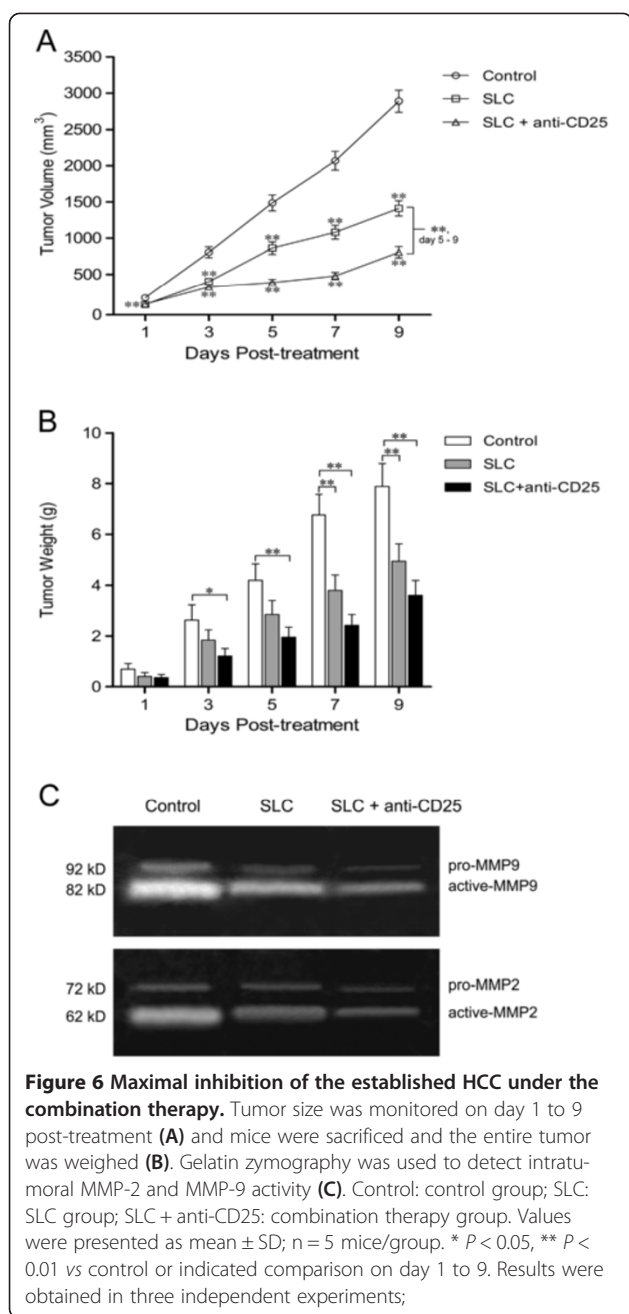 A
3500
3000
2500
2000
1500
1000
500
0
Tumor Volume (mm³)
Control
SLC
SLC + anti-CD25
**
**
**
**
**
**
**
**
**
**, day 5 - 9
1 3 5 7 9
Days Post-treatment
B
10
8
6
4
2
0
Tumor Weight (g)
Control
SLC
SLC+anti-CD25
*
**
**
**
**
**
1 3 5 7 9
Days Post-treatment
C
Control SLC SLC + anti-CD25
92 kD pro-MMP9
82 kD active-MMP9
72 kD pro-MMP2
62 kD active-MMP2
Figure 6 Maximal inhibition of the established HCC under the
combination therapy. Tumor size was monitored on day 1 to 9
post-treatment (A) and mice were sacrificed and the entire tumor
was weighed (B). Gelatin zymography was used to detect intratu-
moral MMP-2 and MMP-9 activity (C). Control: control group; SLC:
SLC group; SLC + anti-CD25: combination therapy group. Values
were presented as mean ± SD; n = 5 mice/group. * P < 0.05, ** P <
0.01 vs control or indicated comparison on day 1 to 9. Results were
obtained in three independent experiments;